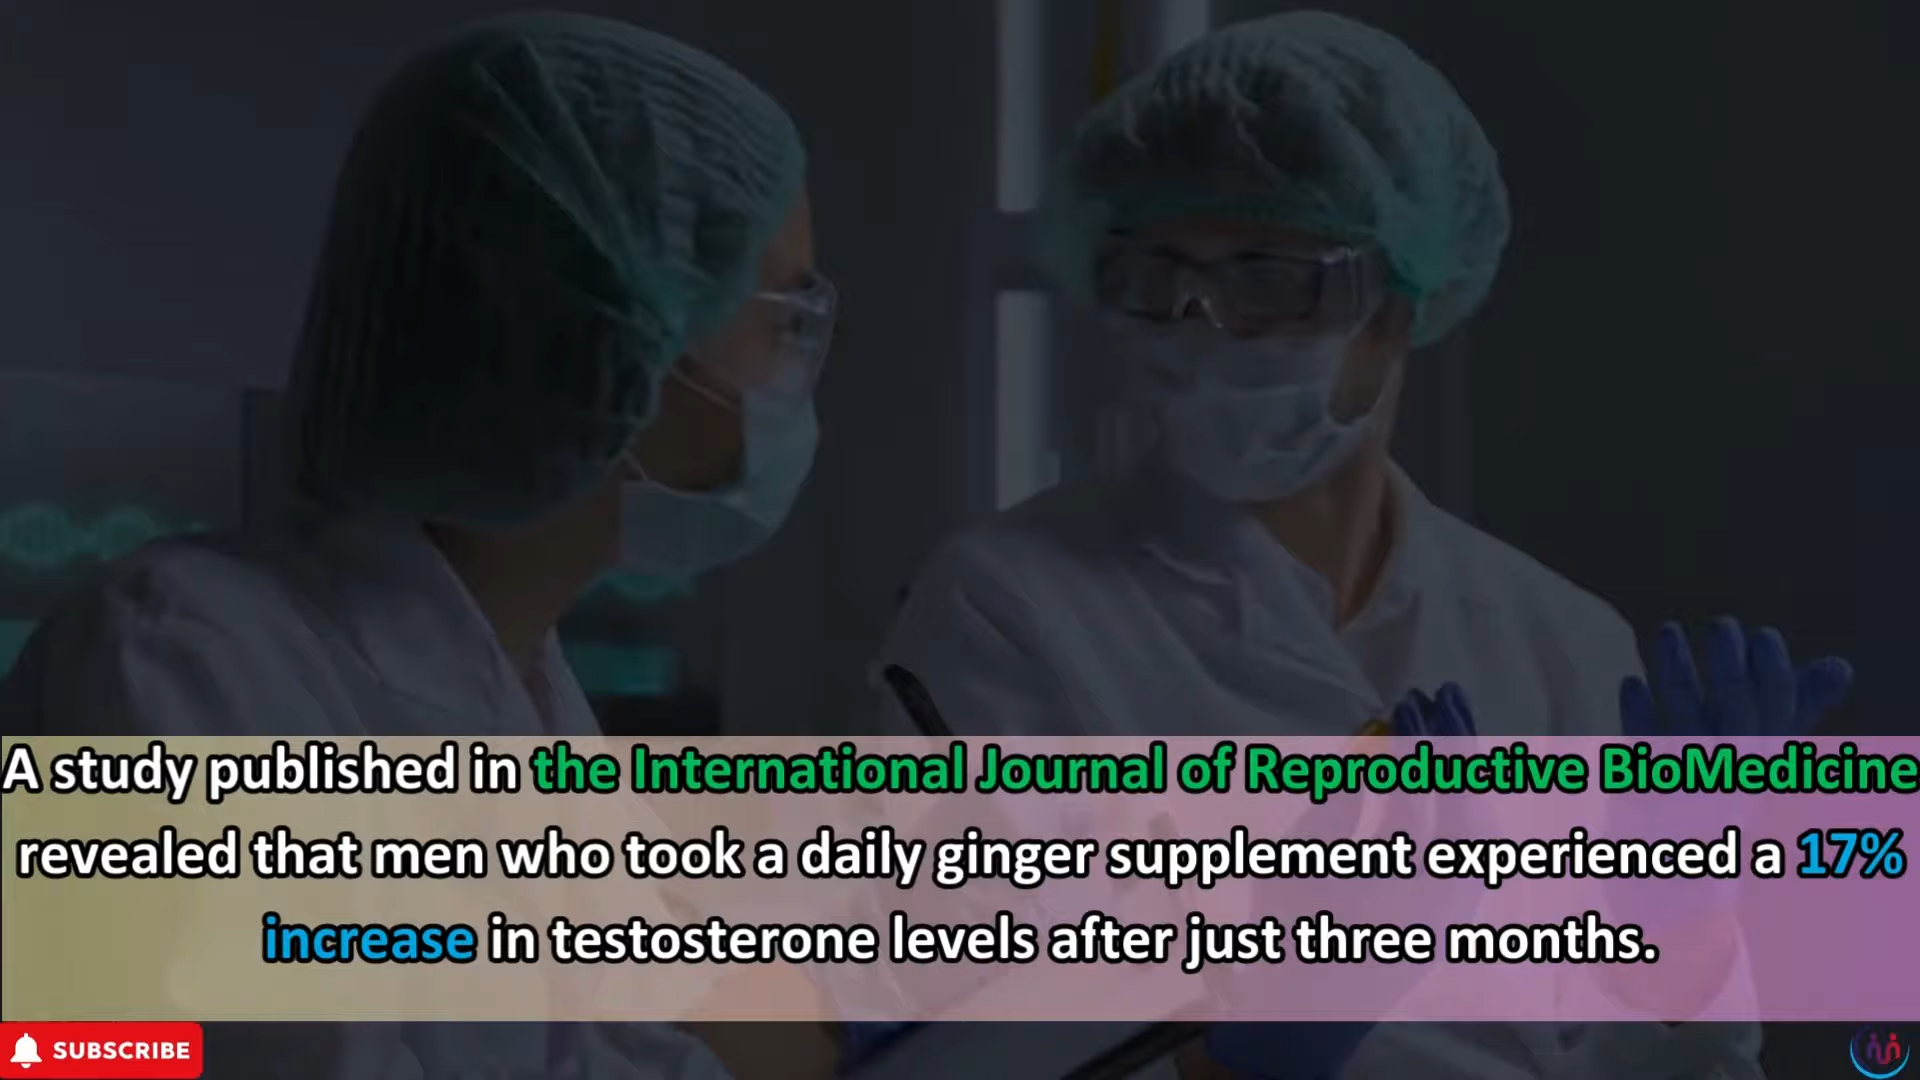 A study published in the International Journal of Reproductive BioMedicine
revealed that men who took a daily ginger supplement experienced a 17%
increase in testosterone levels after just three months.
SUBSCRIBE